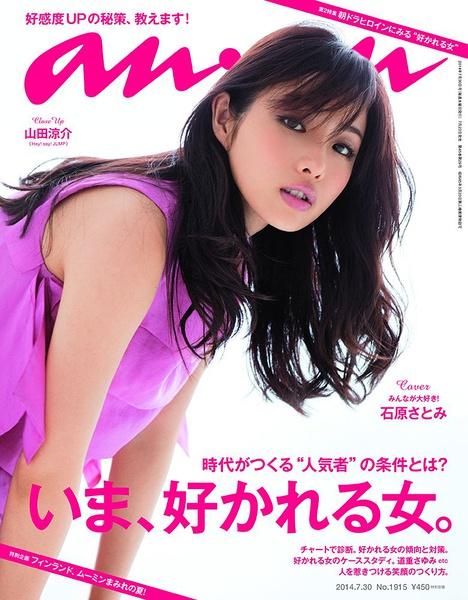 好感度UPの秘策、教えます!
第2特集 朝ドラヒロインにみる“好かれる女”
an・an
Close Up
山田涼介
(Hey! Say! JUMP)
Cover
みんなが大好き!
石原さとみ
時代がつくる“人気者”の条件とは?
いま、好かれる女。
チャートで診断。好かれる女の傾向と対策。
好かれる女のケーススタディ。道重さゆみ etc
人を惹きつける笑顔のつくり方。
特別企画 フィンランド、ムーミンまみれの夏!
2014.7.30 No.1915 ¥450 特別定価